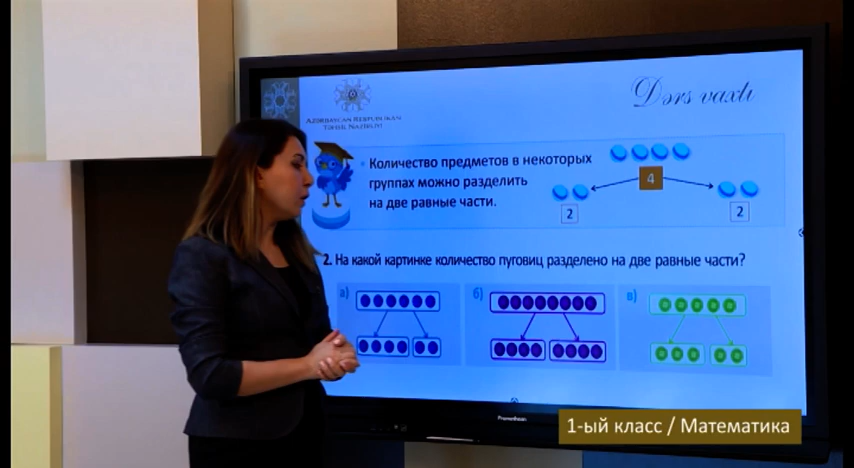 Dərs vaxtı
AZƏRBAYCAN RESPUBLİKASI
TƏHSİL NAZİRLİYİ
• Количество предметов в некоторых
группах можно разделить
на две равные части.
4
2
2
2. На какой картинке количество пуговиц разделено на две равные части?
а)
б)
в)
Promethean
1-ый класс / Математика